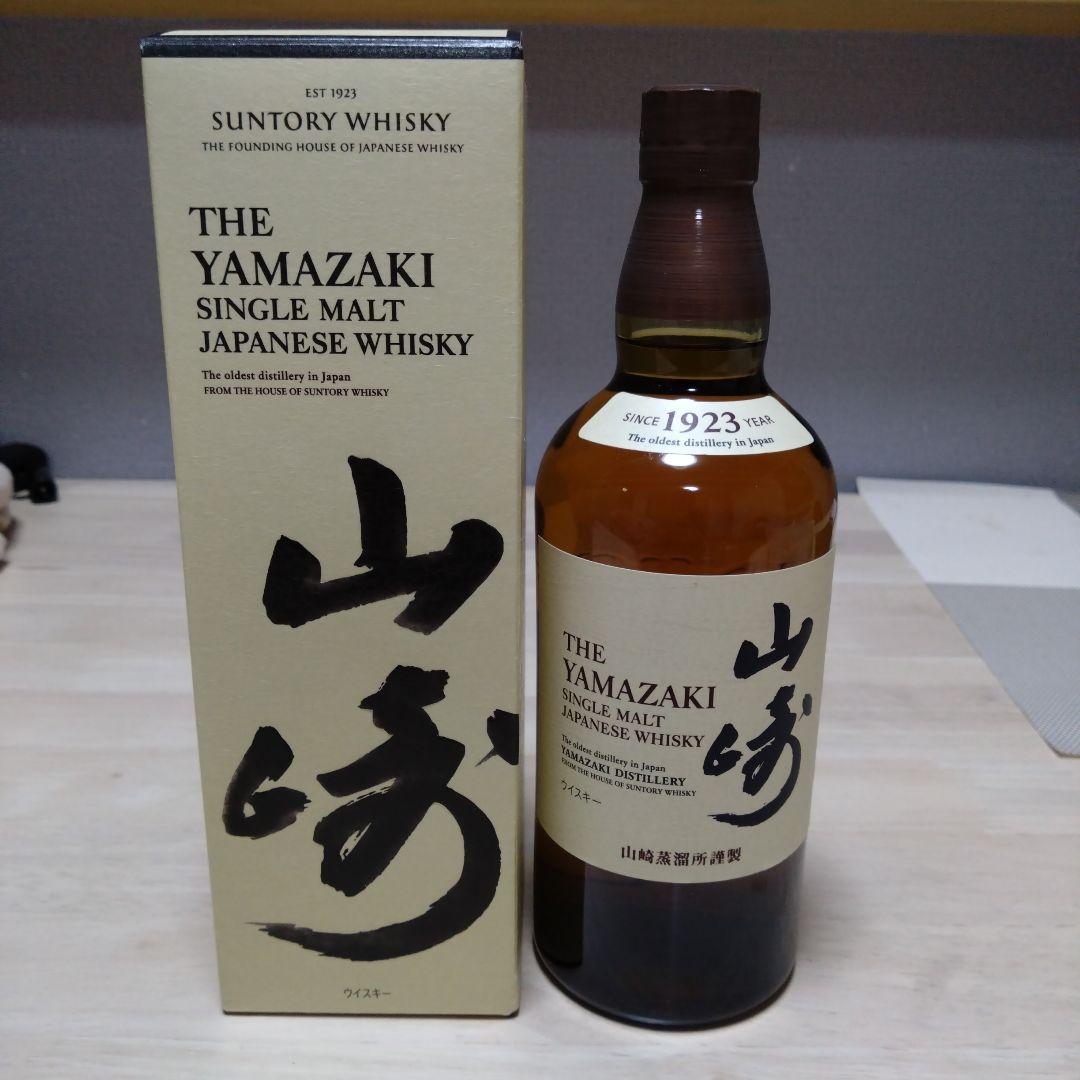 EST 1923
SUNTORY WHISKY
THE FOUNDING HOUSE OF JAPANESE WHISKY
THE
YAMAZAKI
SINGLE MALT
JAPANESE WHISKY
The oldest distillery in Japan
FROM THE HOUSE OF SUNTORY WHISKY
山
崎
ウイスキー
SINCE 1923 YEAR
The oldest distillery in Japan
THE
YAMAZAKI
SINGLE MALT
JAPANESE WHISKY
The oldest distillery in Japan
YAMAZAKI DISTILLERY
FROM THE HOUSE OF SUNTORY WHISKY
ウイスキー
山
崎
山崎蒸溜所謹製